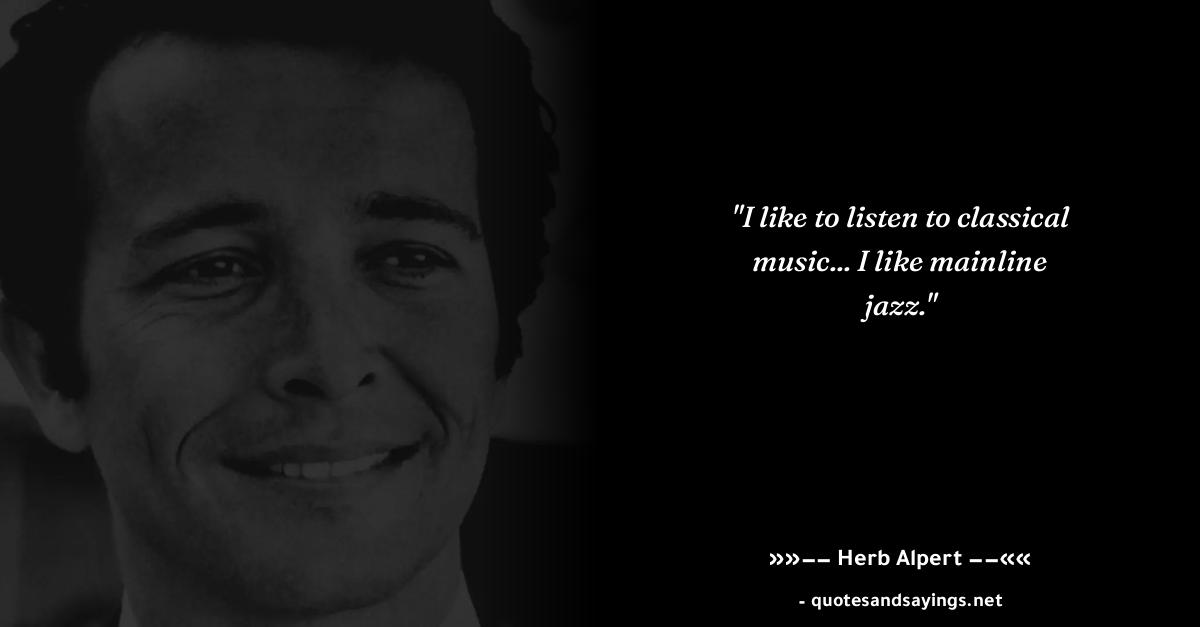 "I like to listen to classical
music... I like mainline
jazz."
»»–– Herb Alpert ––««
- quotesandsayings.net